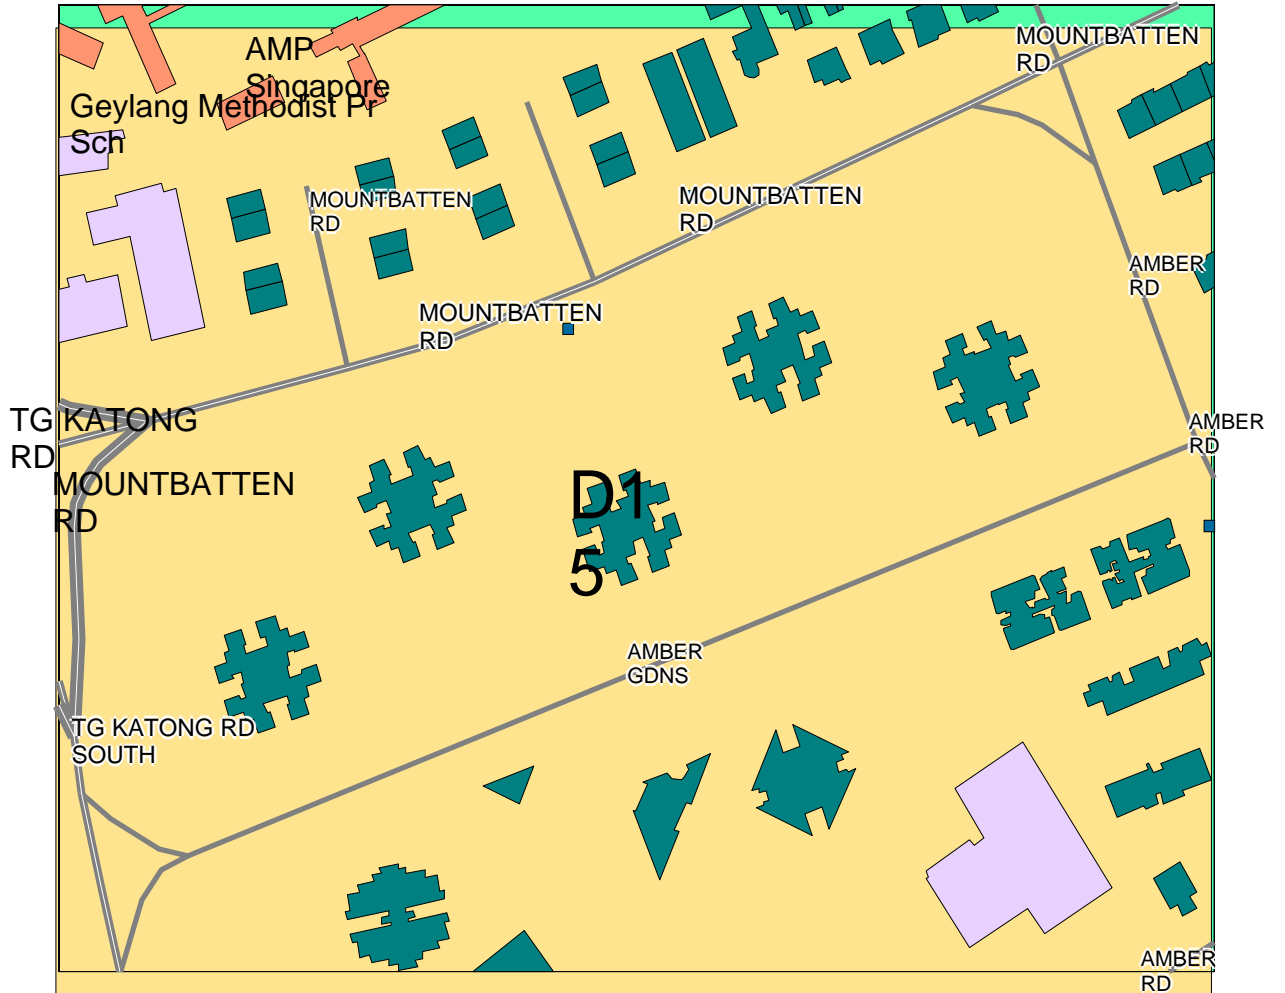 MOUNTBATTEN
RD
AMP
Singapore
Geylang Methodist Pr
Sch
MOUNTBATTEN
RD
MOUNTBATTEN
RD
AMBER
RD
MOUNTBATTEN
RD
TG KATONG
RD
AMBER
RD
MOUNTBATTEN
RD
D1
5
AMBER
GDNS
TG KATONG RD
SOUTH
AMBER
RD